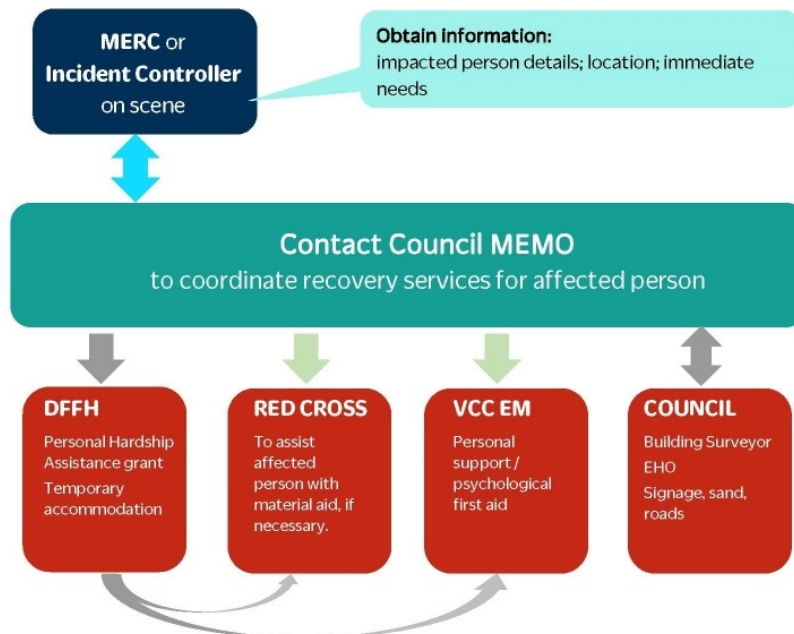 MERC or
Incident Controller
on scene
Obtain information:
impacted person details; location; immediate
needs
Contact Council MEMO
to coordinate recovery services for affected person
DFFH
Personal Hardship
Assistance grant
Temporary
accommodation
RED CROSS
To assist
affected
person with
material aid, if
necessary.
VCC EM
Personal
support /
psychological
first aid
COUNCIL
Building Surveyor
EHO
Signage, sand,
roads